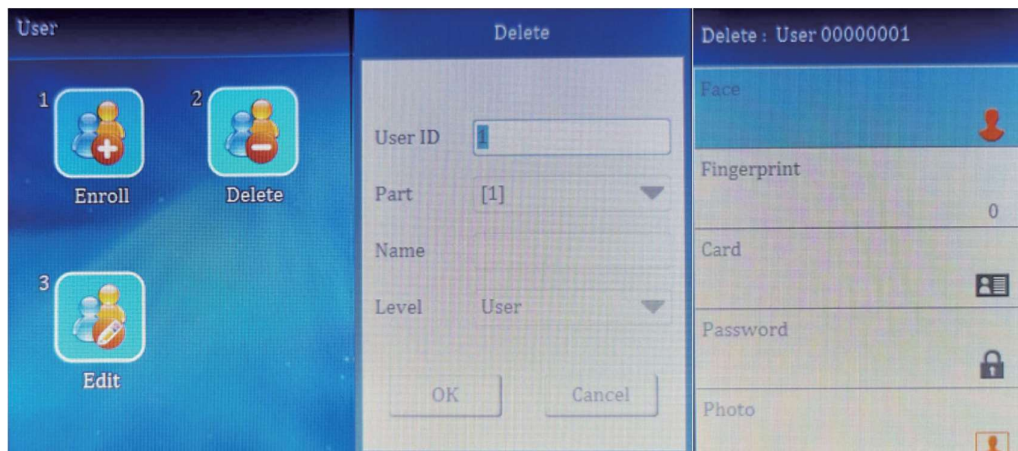 User
1
2
Enroll
Delete
3
Edit
Delete
User ID
1
Part
[1]
Name
Level
User
OK
Cancel
Delete : User 00000001
Face
Fingerprint
0
Card
Password
Photo